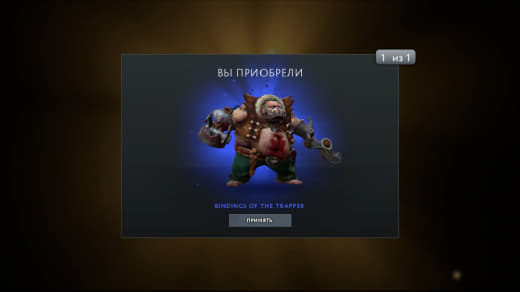 1 из 1
ВЫ ПРИОБРЕЛИ
BINDINGS OF THE TRAPPER
ПРИНЯТЬ